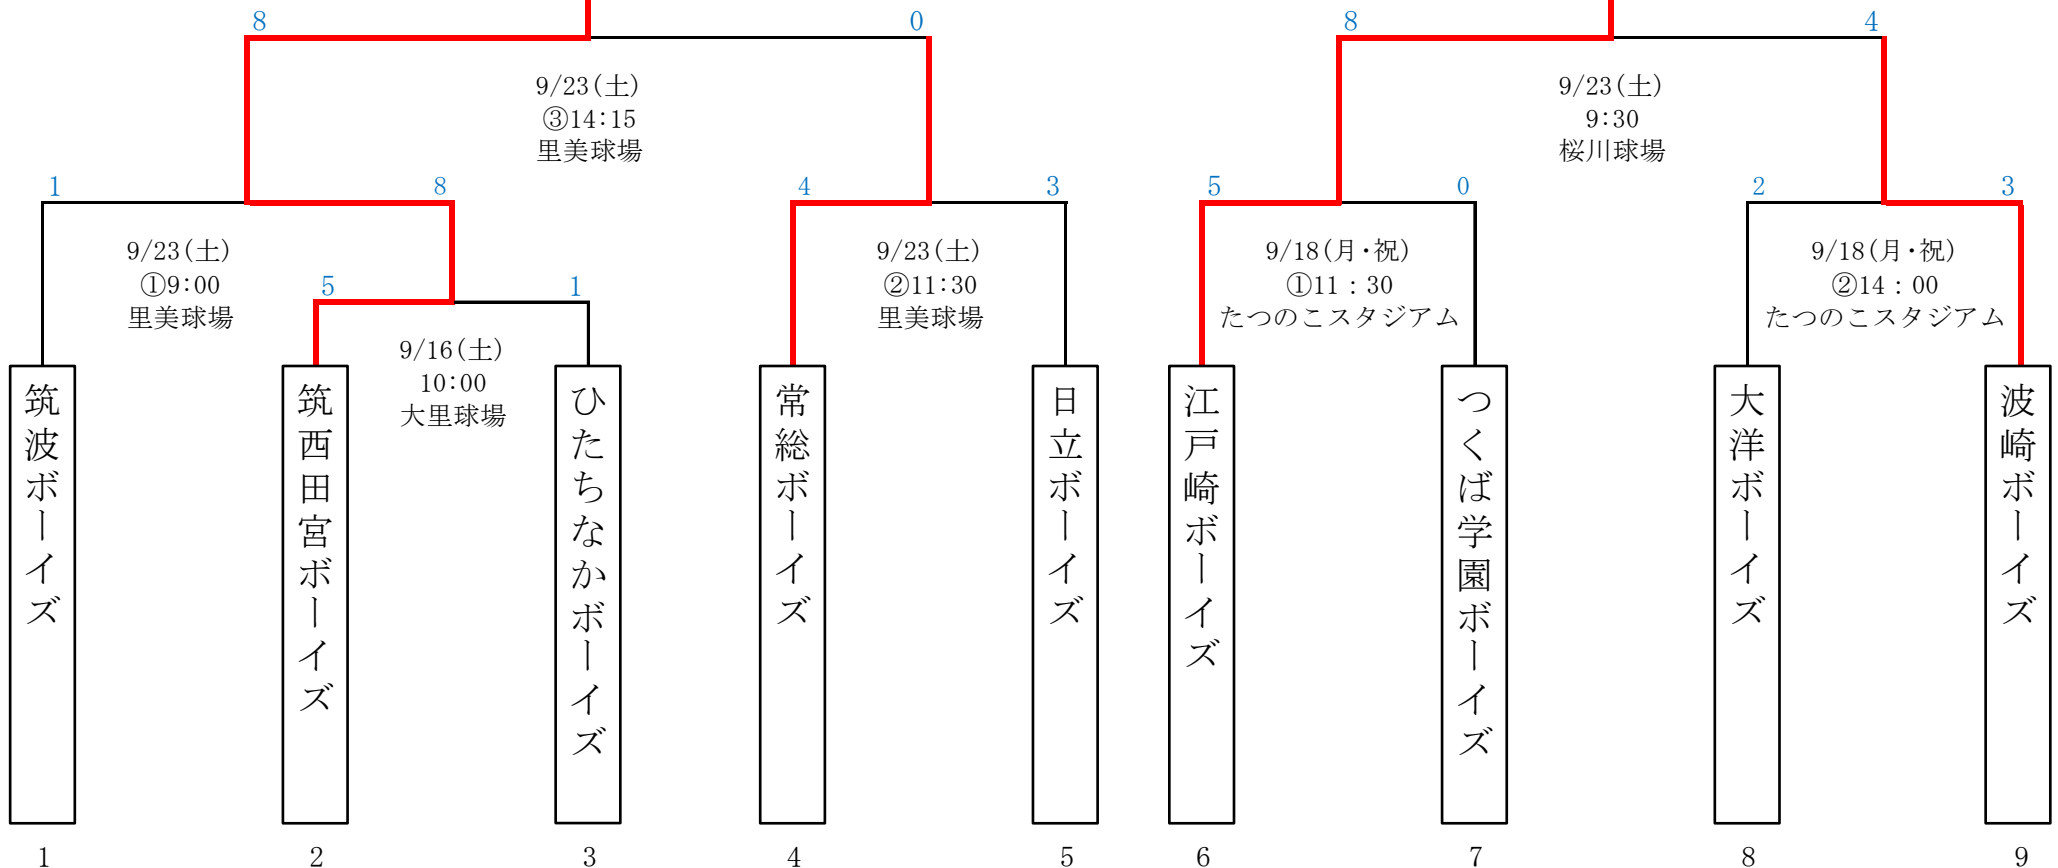 8 0 8 4
9/23(土)
③14:15
里美球場
9/23(土)
9:30
桜川球場
1 8 4 3 5 0 2 3
9/23(土)
①9:00
里美球場
9/23(土)
②11:30
里美球場
9/18(月・祝)
①11：30
たつのこスタジアム
9/18(月・祝)
②14：00
たつのこスタジアム
5 1
9/16(土)
10:00
大里球場
筑波ボーイズ
筑西田宮ボーイズ
ひたちなかボーイズ
常総ボーイズ
日立ボーイズ
江戸崎ボーイズ
つくば学園ボーイズ
大洋ボーイズ
波崎ボーイズ
1 2 3 4 5 6 7 8 9